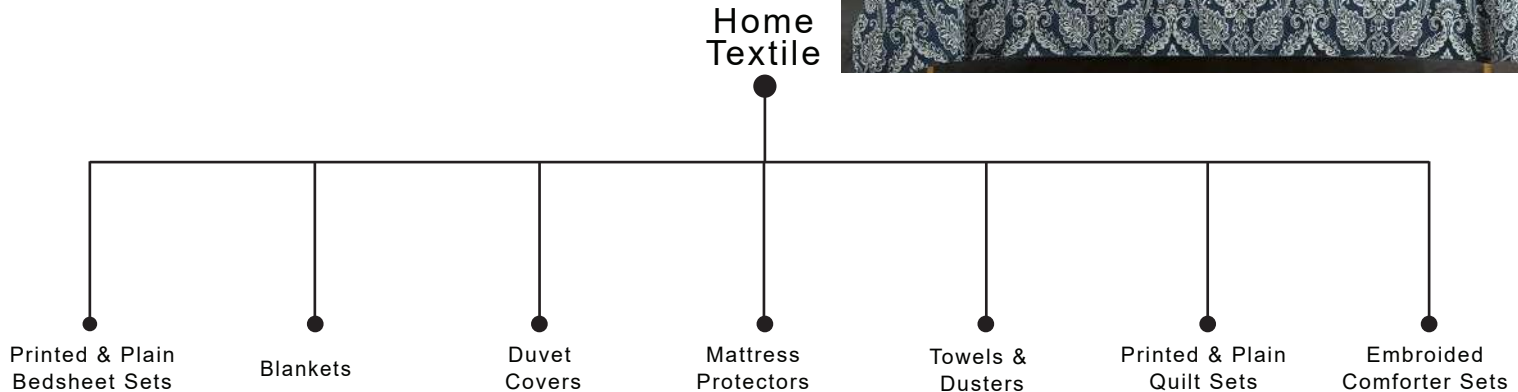 Home
Textile
Printed & Plain
Bedsheet Sets
Blankets
Duvet
Covers
Mattress
Protectors
Towels &
Dusters
Printed & Plain
Quilt Sets
Embroided
Comforter Sets